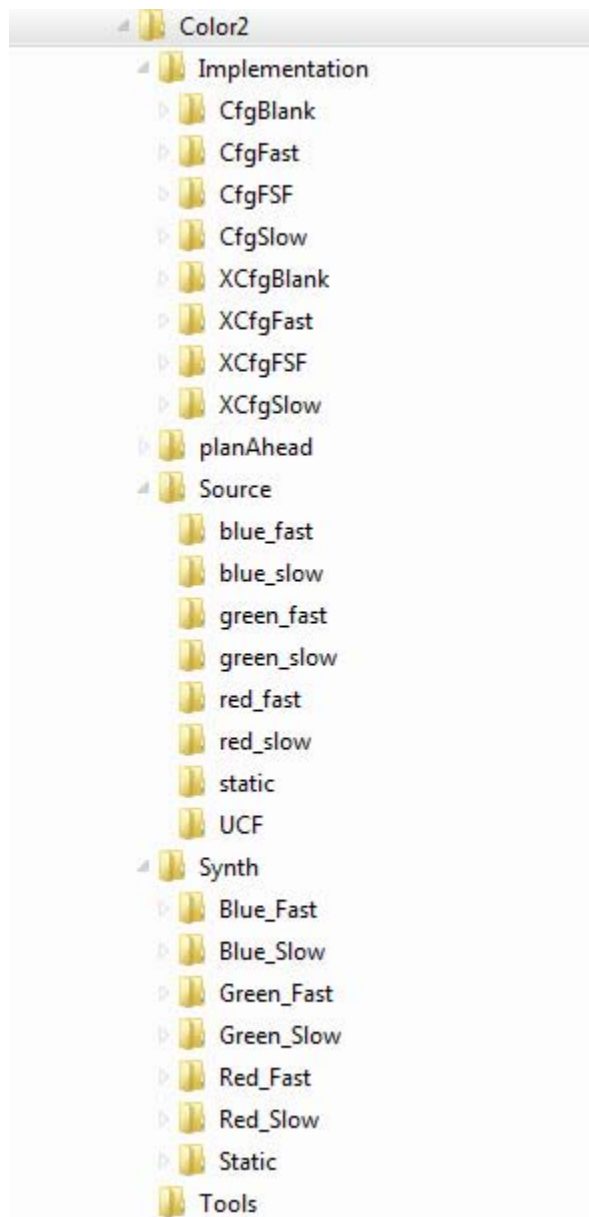 Color2
Implementation
CfgBlank
CfgFast
CfgFSF
CfgSlow
XCfgBlank
XCfgFast
XCfgFSF
XCfgSlow
planAhead
Source
blue_fast
blue_slow
green_fast
green_slow
red_fast
red_slow
static
UCF
Synth
Blue_Fast
Blue_Slow
Green_Fast
Green_Slow
Red_Fast
Red_Slow
Static
Tools